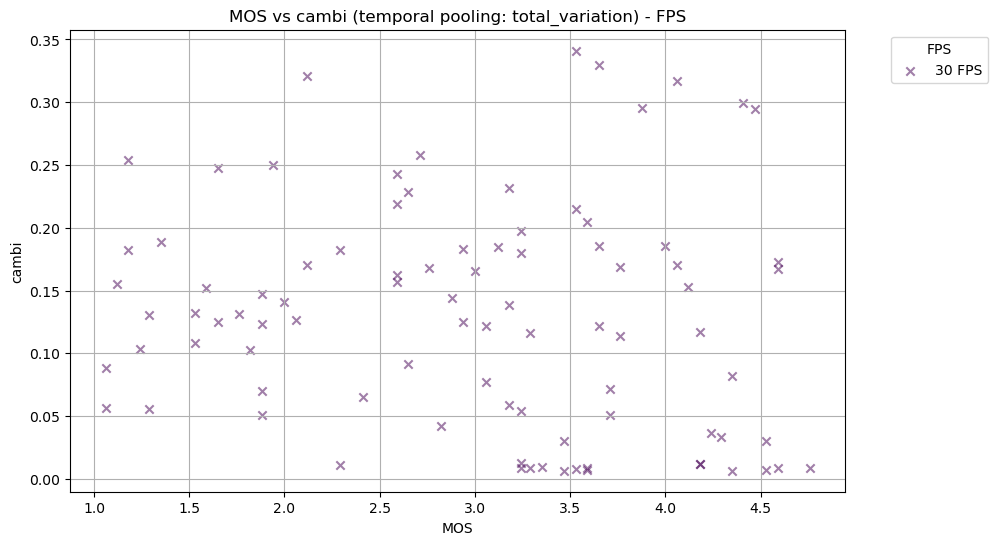 MOS vs cambi (temporal pooling: total_variation) - FPS
FPS
30 FPS
cambi
0.35
0.30
0.25
0.20
0.15
0.10
0.05
0.00
1.0 1.5 2.0 2.5 3.0 3.5 4.0 4.5
MOS